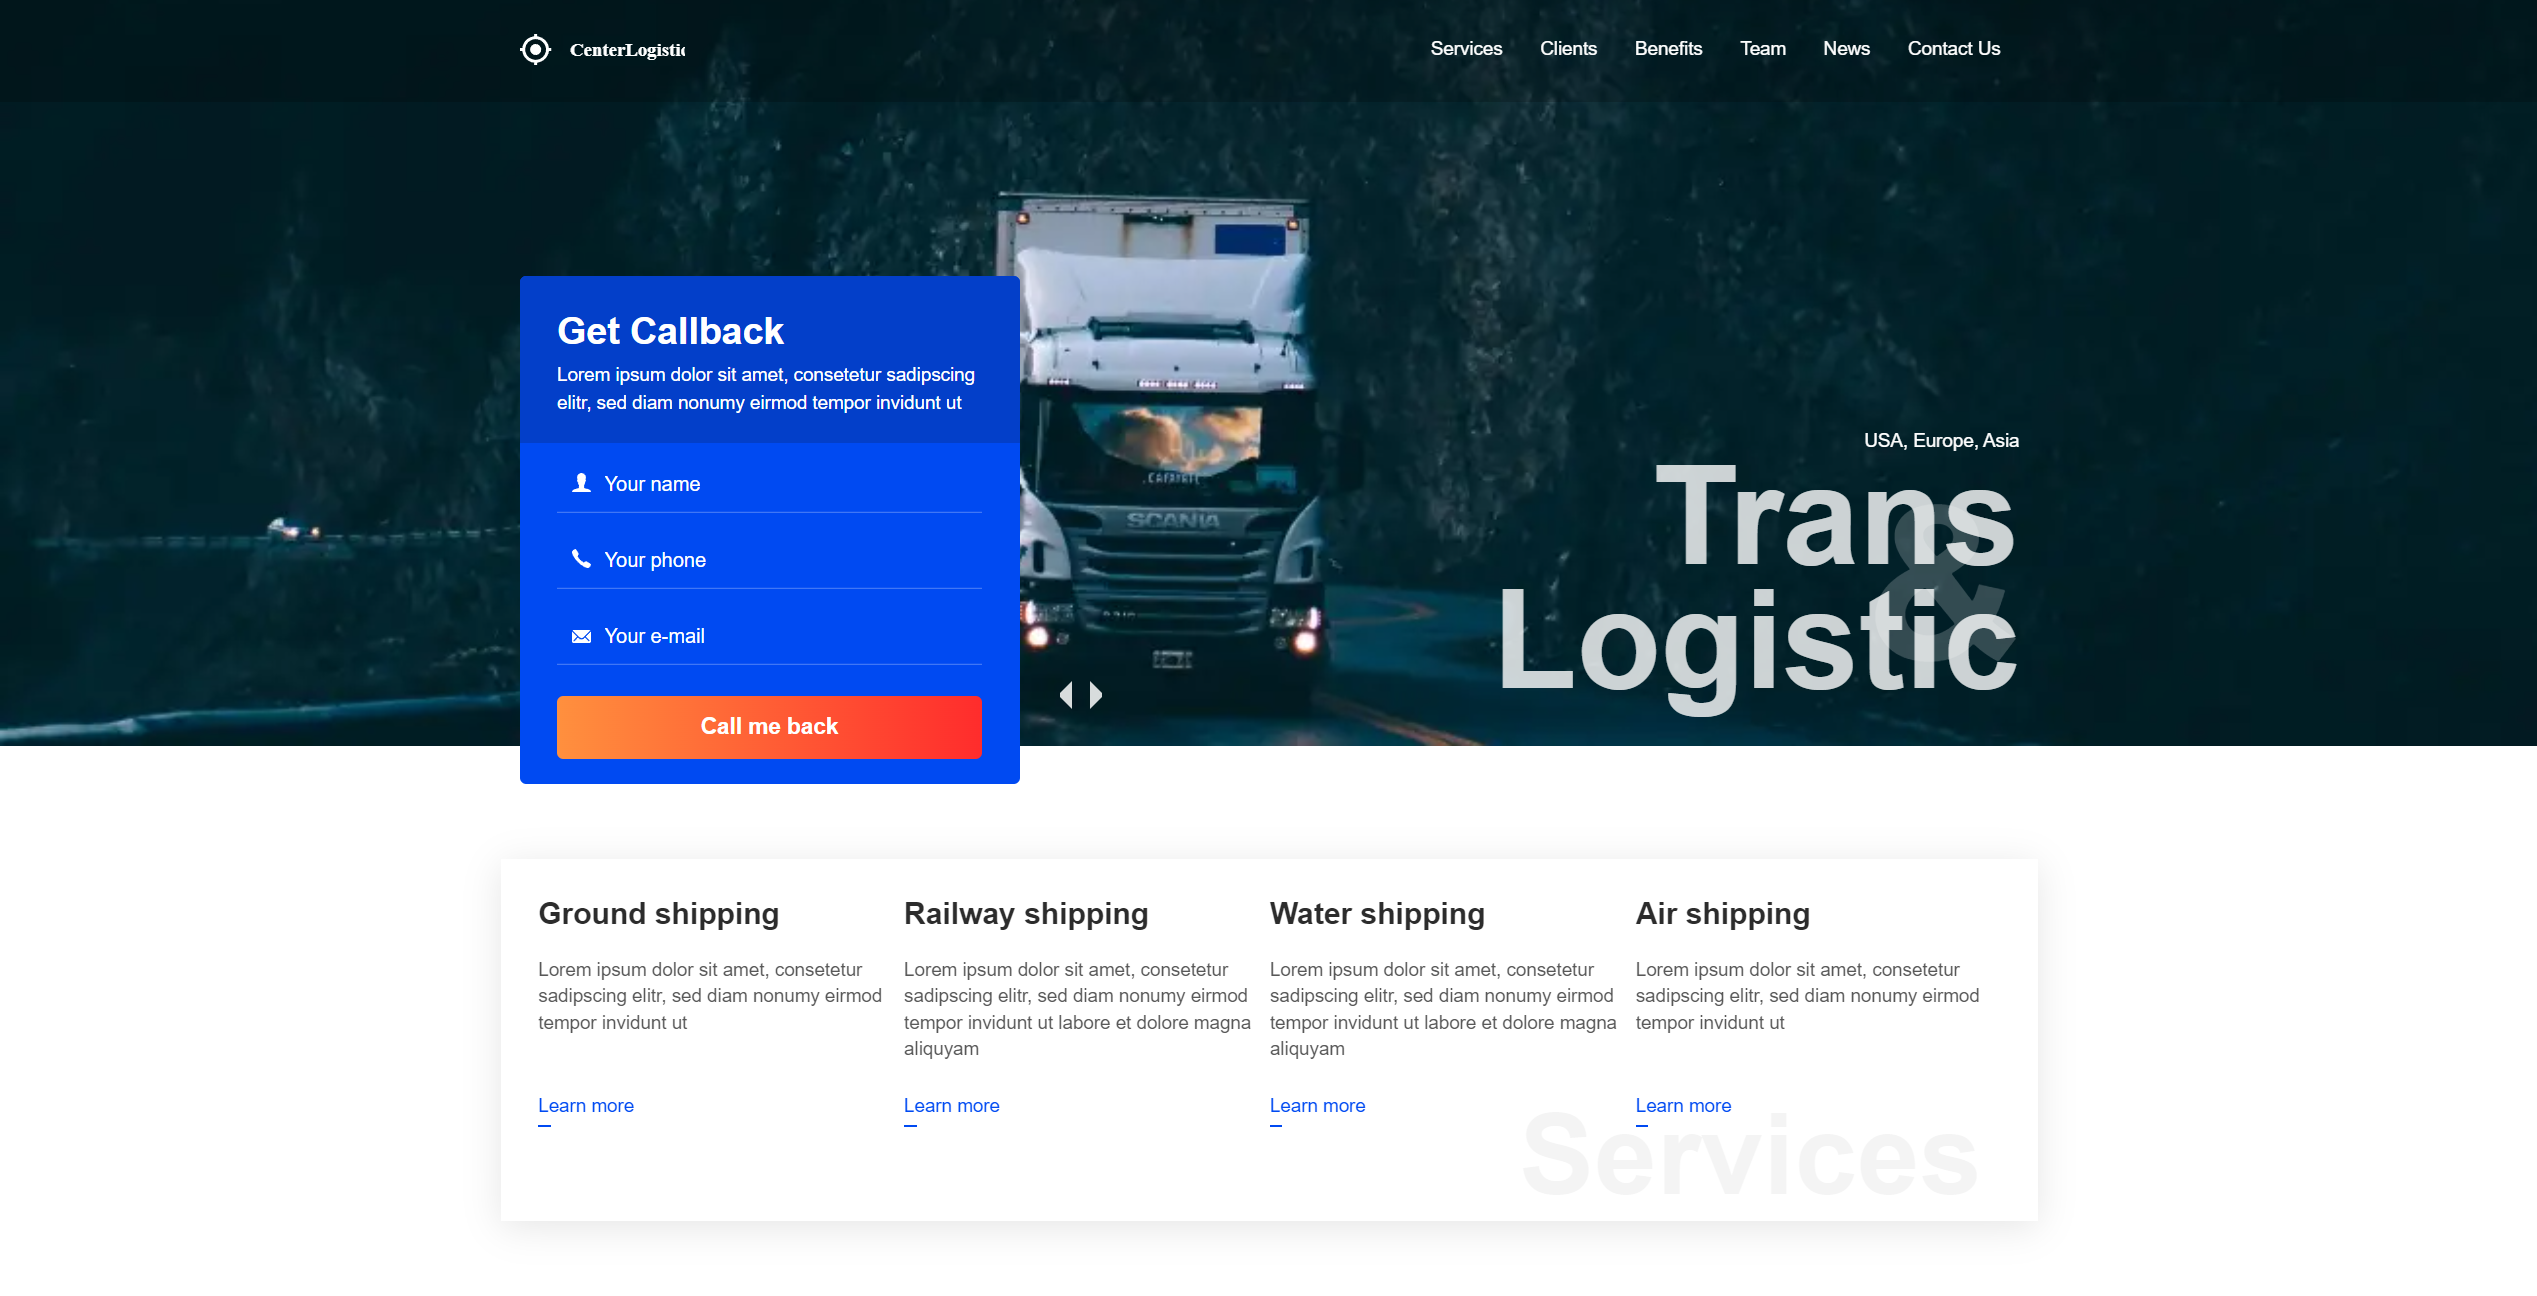 CenterLogistic
Services Clients Benefits Team News Contact Us
Get Callback
Lorem ipsum dolor sit amet, consetetur sadipscing
elitr, sed diam nonumy eirmod tempor invidunt ut
Your name
Your phone
Your e-mail
Call me back
SCANIA
USA, Europe, Asia
Trans
&
Logistic
Ground shipping
Lorem ipsum dolor sit amet, consetetur
sadipscing elitr, sed diam nonumy eirmod
tempor invidunt ut
Learn more
Railway shipping
Lorem ipsum dolor sit amet, consetetur
sadipscing elitr, sed diam nonumy eirmod
tempor invidunt ut labore et dolore magna
aliquyam
Learn more
Water shipping
Lorem ipsum dolor sit amet, consetetur
sadipscing elitr, sed diam nonumy eirmod
tempor invidunt ut labore et dolore magna
aliquyam
Learn more
Air shipping
Lorem ipsum dolor sit amet, consetetur
sadipscing elitr, sed diam nonumy eirmod
tempor invidunt ut
Learn more
Services